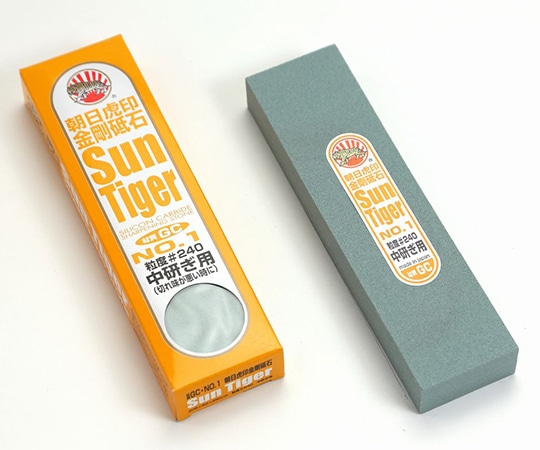 朝日虎印
金剛砥石
Sun
Tiger
SILICON CARBIDE
SHARPENING STONE
GC
NO.1
粒度#240
中研ぎ用
(切れ味が悪い時に)
GC・NO.1 朝日虎印金剛砥石
Sun Tiger
朝日虎印
金剛砥石
Sun
Tiger
NO.1
粒度#240
中研ぎ用
made in Japan
GC